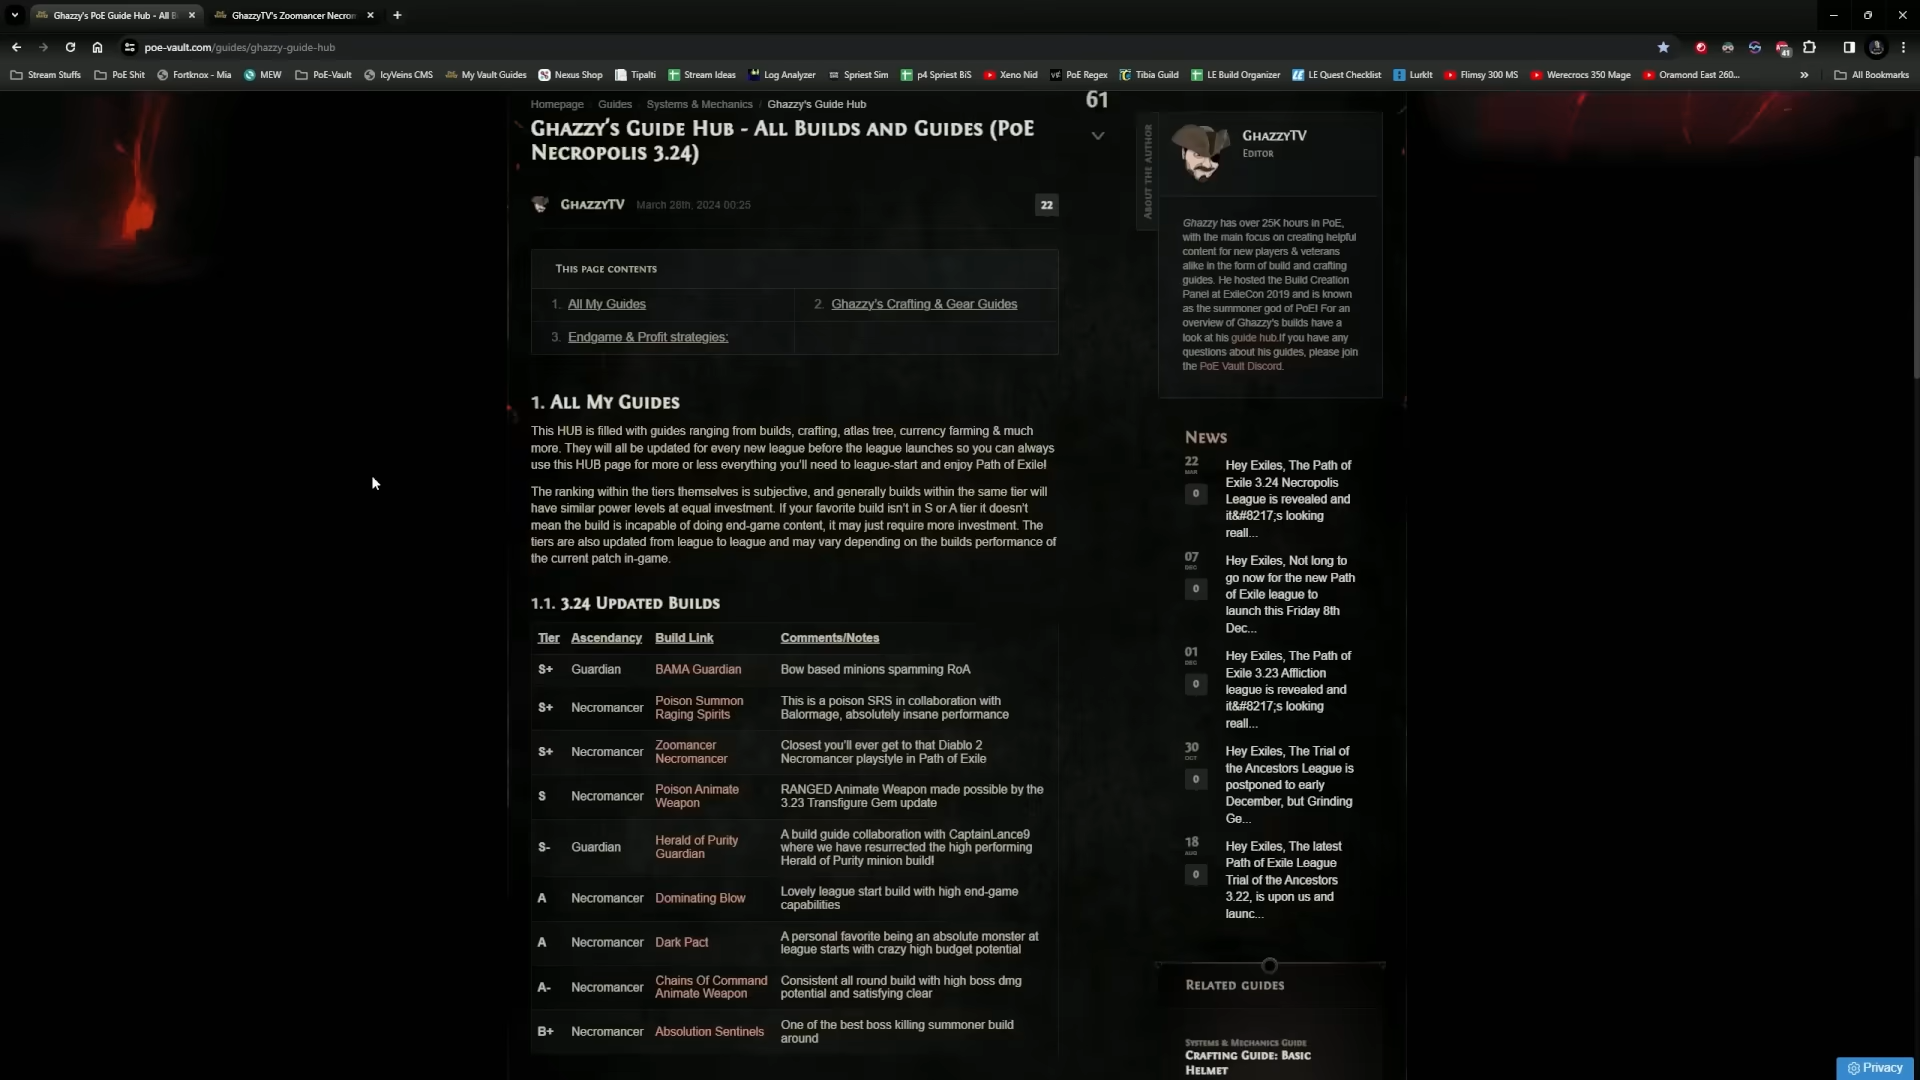 Ghazzy's PoE Guide Hub - All B
GhazzyTV's Zoomancer Necron
poe-vault.com/guides/ghazzy-guide-hub
41
Stream Stuffs
PoE Shit
Fortknox - Mia
MEW
PoE-Vault
IcyVeins CMS
My Vault Guides
Nexus Shop
Tipalti
Stream Ideas
Log Analyzer
Spriest Sim
p4 Spriest BiS
Xeno Nid
PoE Regex
Tibia Guild
LE Build Organizer
LE Quest Checklist
LurkIt
Flimsy 300 MS
Werecrocs 350 Mage
Oramond East 260...
All Bookmarks
Homepage Guides Systems & Mechanics / Ghazzy's Guide Hub
61
Ghazzy's Guide Hub - All Builds and Guides (PoE
Necropolis 3.24)
GhazzyTV March 28th, 2024 00:25
22
This page contents
1. All My Guides
2. Ghazzy's Crafting & Gear Guides
3. Endgame & Profit strategies:
1. All My Guides
This HUB is filled with guides ranging from builds, crafting, atlas tree, currency farming & much
more. They will all be updated for every new league before the league launches so you can always
use this HUB page for more or less everything you'll need to league-start and enjoy Path of Exile!
The ranking within the tiers themselves is subjective, and generally builds within the same tier will
have similar power levels at equal investment. If your favorite build isn't in S or A tier it doesn't
mean the build is incapable of doing end-game content, it may just require more investment. The
tiers are also updated from league to league and may vary depending on the builds performance of
the current patch in-game.
1.1. 3.24 Updated Builds
Tier Ascendancy Build Link Comments/Notes
S+ Guardian BAMA Guardian Bow based minions spamming RoA
S+ Necromancer Poison Summon
Raging Spirits
This is a poison SRS in collaboration with
Balormage, absolutely insane performance
S+ Necromancer Zoomancer
Necromancer
Closest you'll ever get to that Diablo 2
Necromancer playstyle in Path of Exile
S Necromancer Poison Animate
Weapon
RANGED Animate Weapon made possible by the
3.23 Transfigure Gem update
S- Guardian Herald of Purity
Guardian
A build guide collaboration with CaptainLance9
where we have resurrected the high performing
Herald of Purity minion build!
A Necromancer Dominating Blow
Lovely league start build with high end-game
capabilities
A Necromancer Dark Pact
A personal favorite being an absolute monster at
league starts with crazy high budget potential
A- Necromancer Chains Of Command
Animate Weapon
Consistent all round build with high boss dmg
potential and satisfying clear
B+ Necromancer Absolution Sentinels
One of the best boss killing summoner build
around
About the Author
GhazzyTV
Editor
Ghazzy has over 25K hours in PoE,
with the main focus on creating helpful
content for new players & veterans
alike in the form of build and crafting
guides. He hosted the Build Creation
Panel at ExileCon 2019 and is known
as the summoner god of PoE! For an
overview of Ghazzy's builds have a
look at his guide hub.If you have any
questions about his guides, please join
the PoE Vault Discord.
News
22
MAR
0
Hey Exiles, The Path of
Exile 3.24 Necropolis
League is revealed and
it&#8217;s looking
reall...
07
DEC
0
Hey Exiles, Not long to
go now for the new Path
of Exile league to
launch this Friday 8th
Dec...
01
DEC
0
Hey Exiles, The Path of
Exile 3.23 Affliction
league is revealed and
it&#8217;s looking
reall...
30
OCT
0
Hey Exiles, The Trial of
the Ancestors League is
postponed to early
December, but Grinding
Ge...
18
AUG
0
Hey Exiles, The latest
Path of Exile League
Trial of the Ancestors
3.22, is upon us and
launc...
Related guides
Systems & Mechanics Guide
Crafting Guide: Basic
Helmet
Privacy